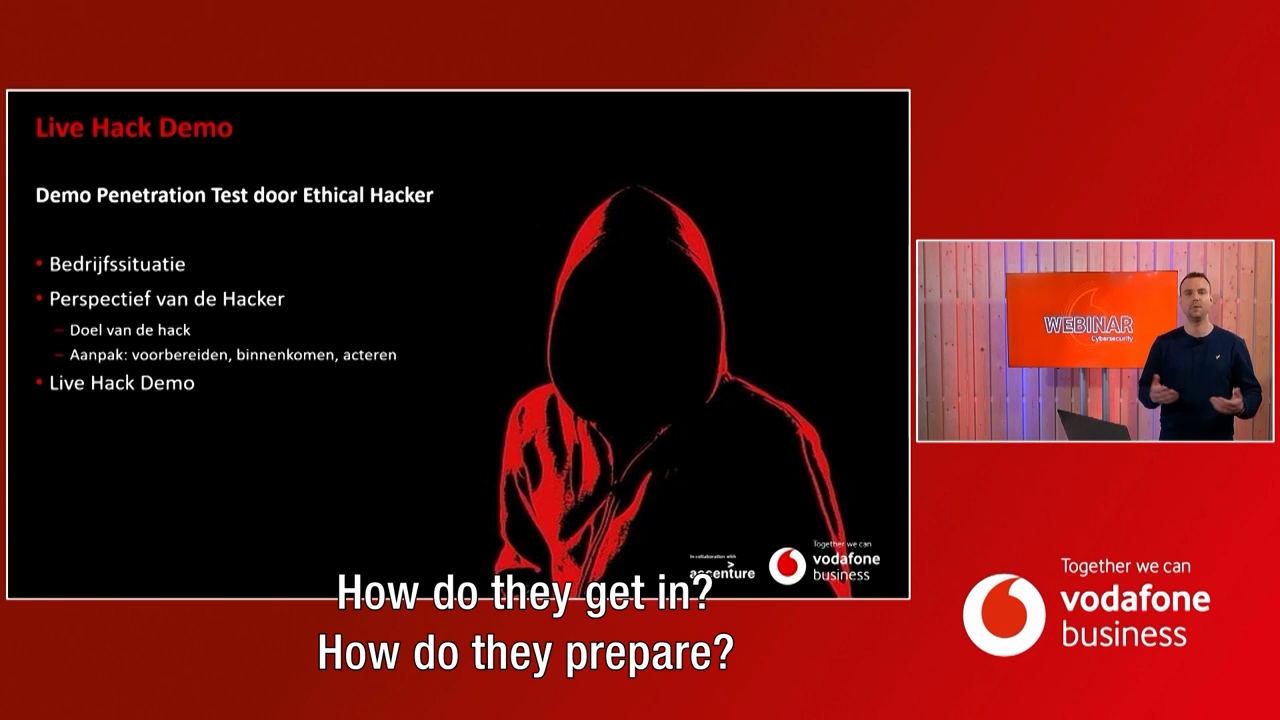 Live Hack Demo
Demo Penetration Test door Ethical Hacker
• Bedrijfssituatie
• Perspectief van de Hacker
– Doel van de hack
– Aanpak: voorbereiden, binnenkomen, acteren
• Live Hack Demo
In collaboration with
accenture
Together we can
vodafone
business
WEBINAR
Cybersecurity
Together we can
vodafone
business
How do they get in?
How do they prepare?